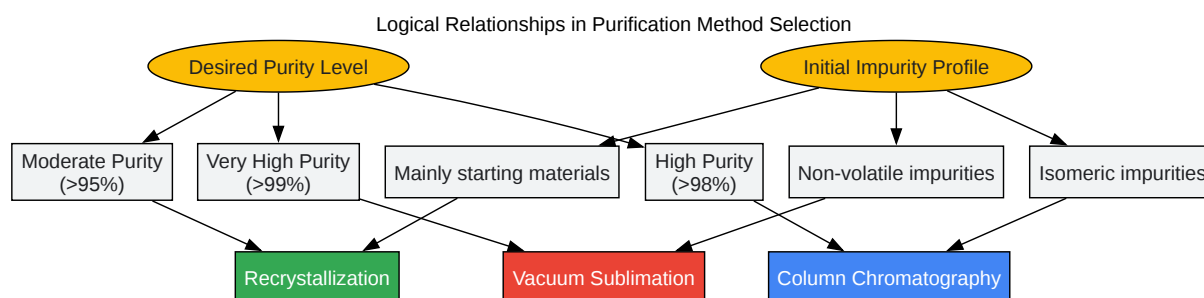 Logical Relationships in Purification Method Selection
Desired Purity Level
Initial Impurity Profile
Moderate Purity
(>95%)
Very High Purity
(>99%)
Mainly starting materials
High Purity
(>98%)
Non-volatile impurities
Isomeric impurities
Recrystallization
Vacuum Sublimation
Column Chromatography